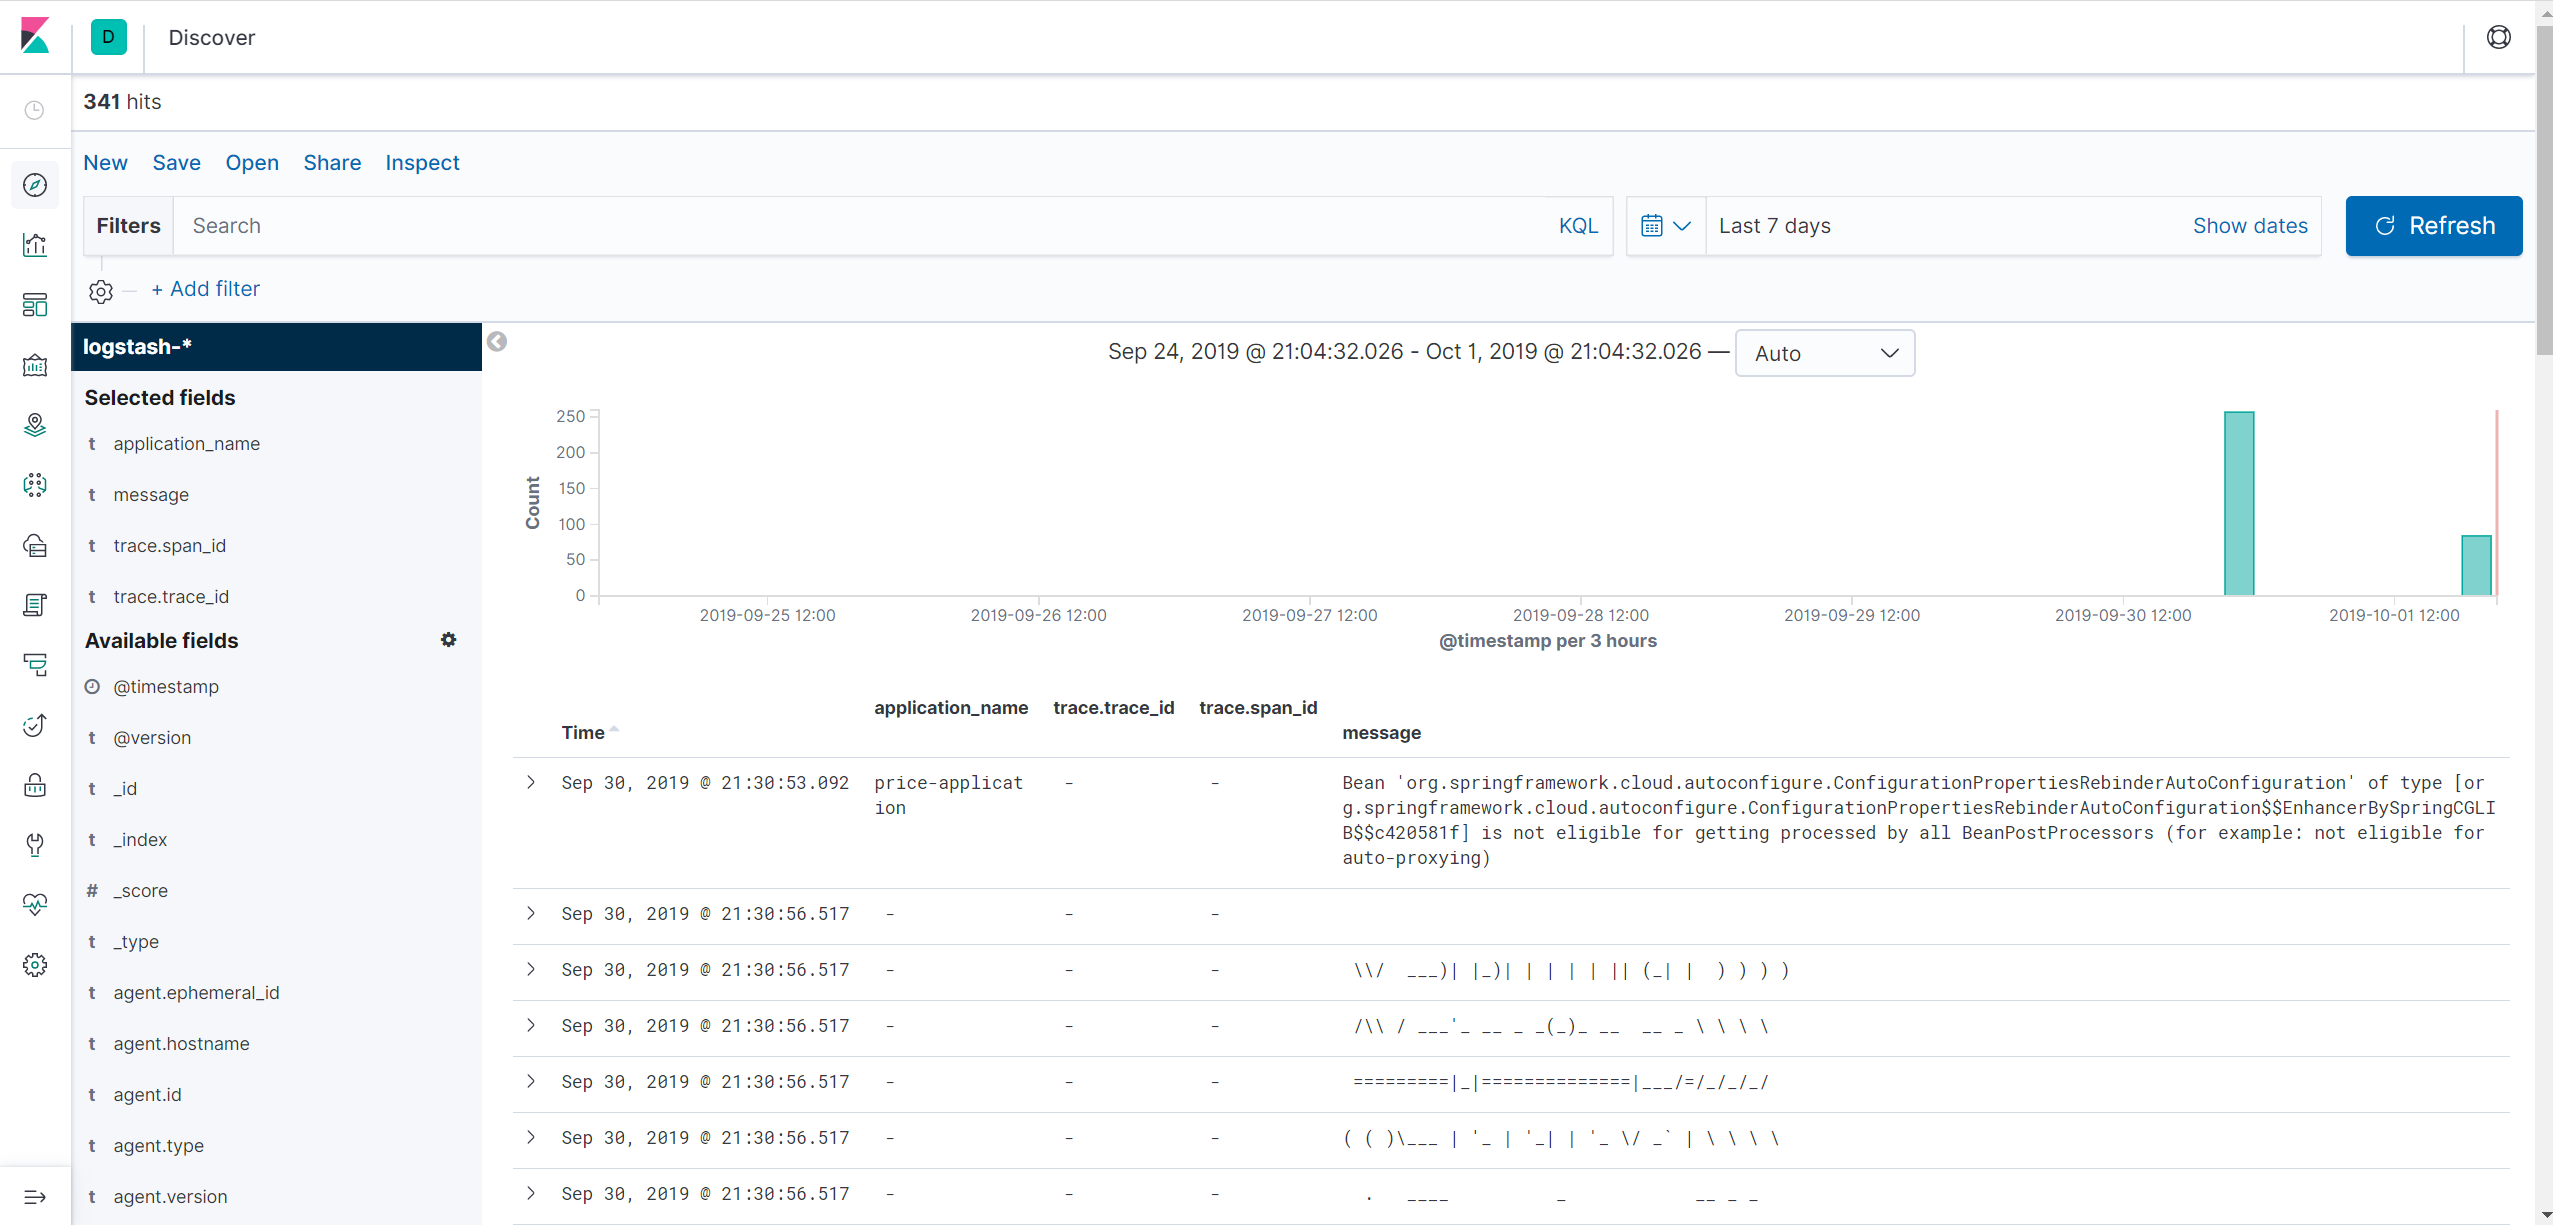 D Discover
341 hits
New Save Open Share Inspect
Filters Search KQL Last 7 days Show dates Refresh
+ Add filter
logstash-*
Selected fields
t application_name
t message
t trace.span_id
t trace.trace_id
Available fields
@timestamp
t @version
t _id
t _index
# _score
t _type
t agent.ephemeral_id
t agent.hostname
t agent.id
t agent.type
t agent.version
Sep 24, 2019 @ 21:04:32.026 - Oct 1, 2019 @ 21:04:32.026 — Auto
Count
250
200
150
100
50
0
2019-09-25 12:00 2019-09-26 12:00 2019-09-27 12:00 2019-09-28 12:00 2019-09-29 12:00 2019-09-30 12:00 2019-10-01 12:00
@timestamp per 3 hours
Time application_name trace.trace_id trace.span_id message
Sep 30, 2019 @ 21:30:53.092 price-applicat - - Bean 'org.springframework.cloud.autoconfigure.ConfigurationPropertiesRebinderAutoConfiguration' of type [or
ion g.springframework.cloud.autoconfigure.ConfigurationPropertiesRebinderAutoConfiguration$$EnhancerBySpringCGLI
B$$c420581f] is not eligible for getting processed by all BeanPostProcessors (for example: not eligible for
auto-proxying)
Sep 30, 2019 @ 21:30:56.517 - - -
Sep 30, 2019 @ 21:30:56.517 - - - \\/  ___)| |_)| | | | | || (_| |  ) ) ) )
Sep 30, 2019 @ 21:30:56.517 - - - /\\ / ___'_ __ _ _(_)_ __  __ _ \ \ \ \
Sep 30, 2019 @ 21:30:56.517 - - - =========|_|==============|___/=/_/_/_/
Sep 30, 2019 @ 21:30:56.517 - - - ( ( )\___ | '_ | '_| | '_ \/ _` | \ \ \ \
Sep 30, 2019 @ 21:30:56.517 - - - .   ____          _            __ _ _